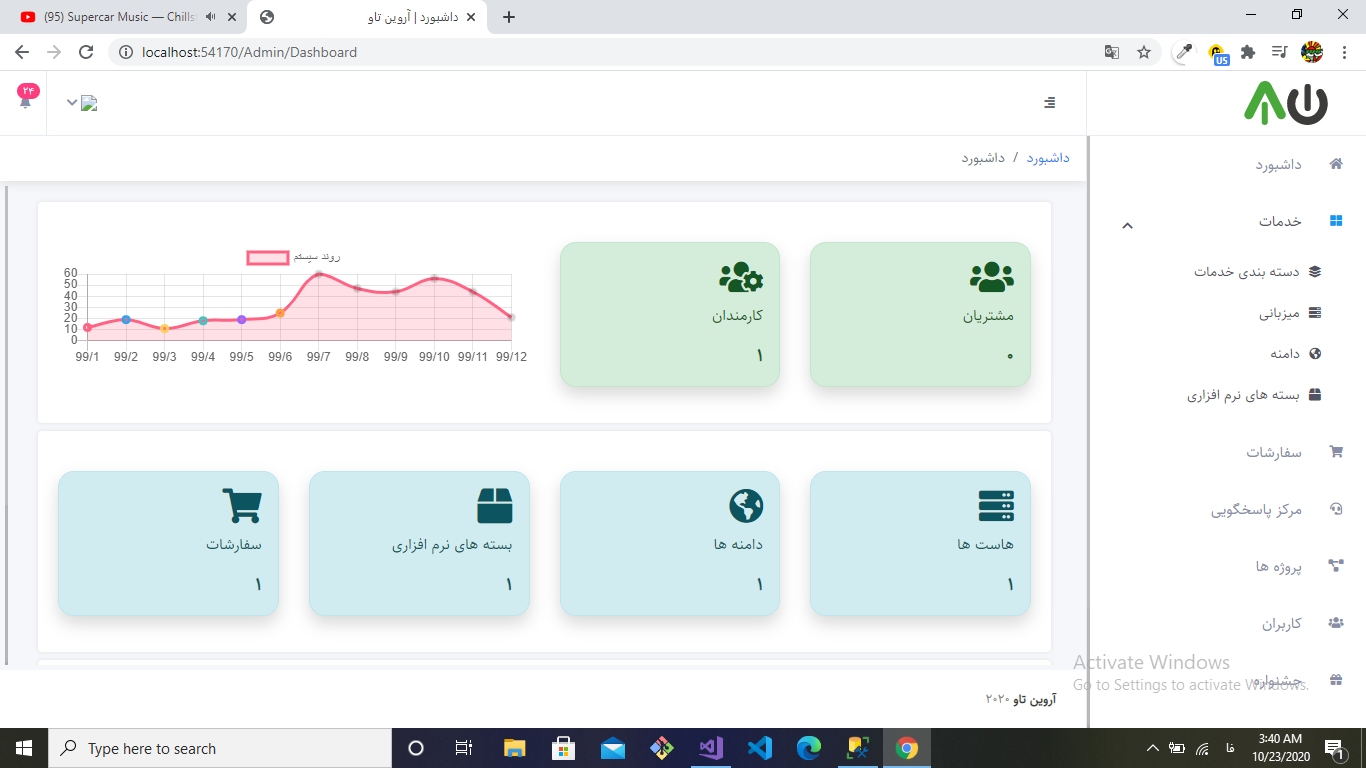 (95) Supercar Music — Chills
داشبورد | آروین تاو
localhost:54170/Admin/Dashboard
US
۲۴
داشبورد / داشبورد
داشبورد
خدمات
دسته بندی خدمات
میزبانی
دامنه
بسته های نرم افزاری
سفارشات
مرکز پاسخگویی
پروژه ها
کاربران
جشنواره
مشتریان
۰
کارمندان
۱
روند سیستم
60
50
40
30
20
10
0
99/1 99/2 99/3 99/4 99/5 99/6 99/7 99/8 99/9 99/10 99/11 99/12
هاست ها
۱
دامنه ها
۱
بسته های نرم افزاری
۱
سفارشات
۱
Activate Windows
Go to Settings to activate Windows.
آروین تاو ۲۰۲۰
Type here to search
فا
3:40 AM
10/23/2020
1